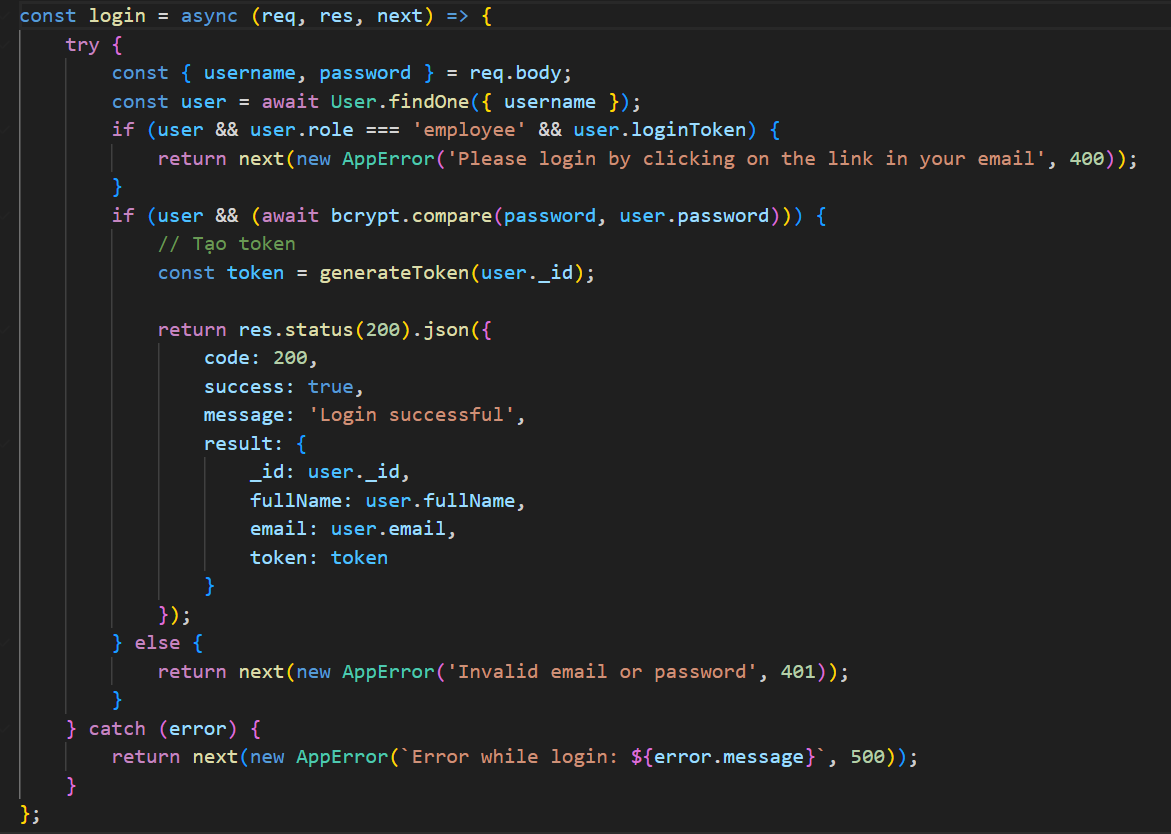 const login = async (req, res, next) => {
    try {
        const { username, password } = req.body;
        const user = await User.findOne({ username });
        if (user && user.role === 'employee' && user.loginToken) {
            return next(new AppError('Please login by clicking on the link in your email', 400));
        }
        if (user && (await bcrypt.compare(password, user.password))) {
            // Tạo token
            const token = generateToken(user._id);

            return res.status(200).json({
                code: 200,
                success: true,
                message: 'Login successful',
                result: {
                    _id: user._id,
                    fullName: user.fullName,
                    email: user.email,
                    token: token
                }
            });
        } else {
            return next(new AppError('Invalid email or password', 401));
        }
    } catch (error) {
        return next(new AppError(`Error while login: ${error.message}`, 500));
    }
};